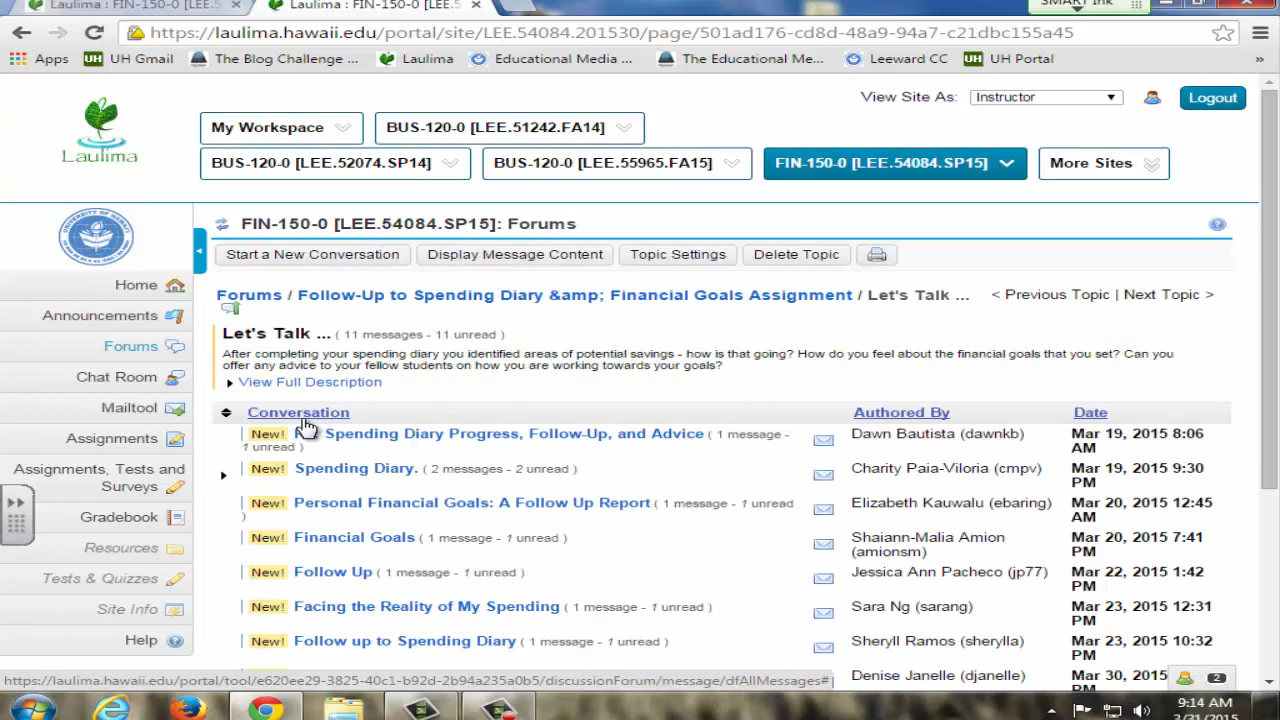 Laulima : FIN-150-0 [LEE.5
Laulima : FIN-150-0 [LEE.5
SMART Ink
https://laulima.hawaii.edu/portal/site/LEE.54084.201530/page/501ad176-cd8d-48a9-94a7-c21dbc155a45
Apps UH Gmail The Blog Challenge ... Laulima Educational Media ... The Educational Me... Leeward CC UH Portal »
View Site As: Instructor Logout
Laulima
My Workspace BUS-120-0 [LEE.51242.FA14]
BUS-120-0 [LEE.52074.SP14] BUS-120-0 [LEE.55965.FA15] FIN-150-0 [LEE.54084.SP15] More Sites
FIN-150-0 [LEE.54084.SP15]: Forums
Start a New Conversation Display Message Content Topic Settings Delete Topic
Home
Announcements
Forums
Chat Room
Mailtool
Assignments
Assignments, Tests and
Surveys
Gradebook
Resources
Tests & Quizzes
Site Info
Help
Forums / Follow-Up to Spending Diary &amp; Financial Goals Assignment / Let's Talk ... < Previous Topic | Next Topic >
Let's Talk ... ( 11 messages - 11 unread )
After completing your spending diary you identified areas of potential savings - how is that going? How do you feel about the financial goals that you set? Can you
offer any advice to your fellow students on how you are working towards your goals?
View Full Description
Conversation Authored By Date
New! Spending Diary Progress, Follow-Up, and Advice ( 1 message - Dawn Bautista (dawnkb) Mar 19, 2015 8:06
1 unread ) AM
New! Spending Diary. ( 2 messages - 2 unread ) Charity Paia-Viloria (cmpv) Mar 19, 2015 9:30
PM
New! Personal Financial Goals: A Follow Up Report ( 1 message - 1 unread Elizabeth Kauwalu (ebaring) Mar 20, 2015 12:45
) AM
New! Financial Goals ( 1 message - 1 unread ) Shaiann-Malia Amion Mar 20, 2015 7:41
(amionsm) PM
New! Follow Up ( 1 message - 1 unread ) Jessica Ann Pacheco (jp77) Mar 22, 2015 1:42
PM
New! Facing the Reality of My Spending ( 1 message - 1 unread ) Sara Ng (sarang) Mar 23, 2015 12:31
PM
New! Follow up to Spending Diary ( 1 message - 1 unread ) Sheryll Ramos (sherylla) Mar 23, 2015 10:32
PM
Denise Janelle (djanelle) Mar 30, 2015
https://laulima.hawaii.edu/portal/tool/e620ee29-3825-40c1-b92d-2b94a235a0b5/discussionForum/message/dfAllMessages#
2
9:14 AM
3/31/2015